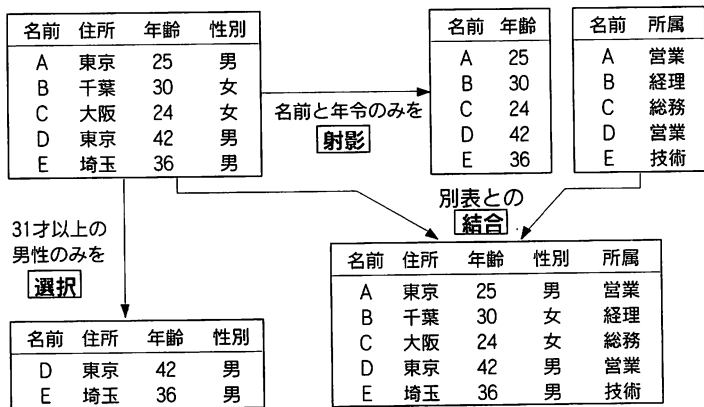 名前 住所 年齢 性別
A 東京 25 男
B 千葉 30 女
C 大阪 24 女
D 東京 42 男
E 埼玉 36 男
名前と年令のみを
射影
名前 年齢
A 25
B 30
C 24
D 42
E 36
名前 所属
A 営業
B 経理
C 総務
D 営業
E 技術
31才以上の
男性のみを
選択
別表との
結合
名前 住所 年齢 性別
D 東京 42 男
E 埼玉 36 男
名前 住所 年齢 性別 所属
A 東京 25 男 営業
B 千葉 30 女 経理
C 大阪 24 女 総務
D 東京 42 男 営業
E 埼玉 36 男 技術